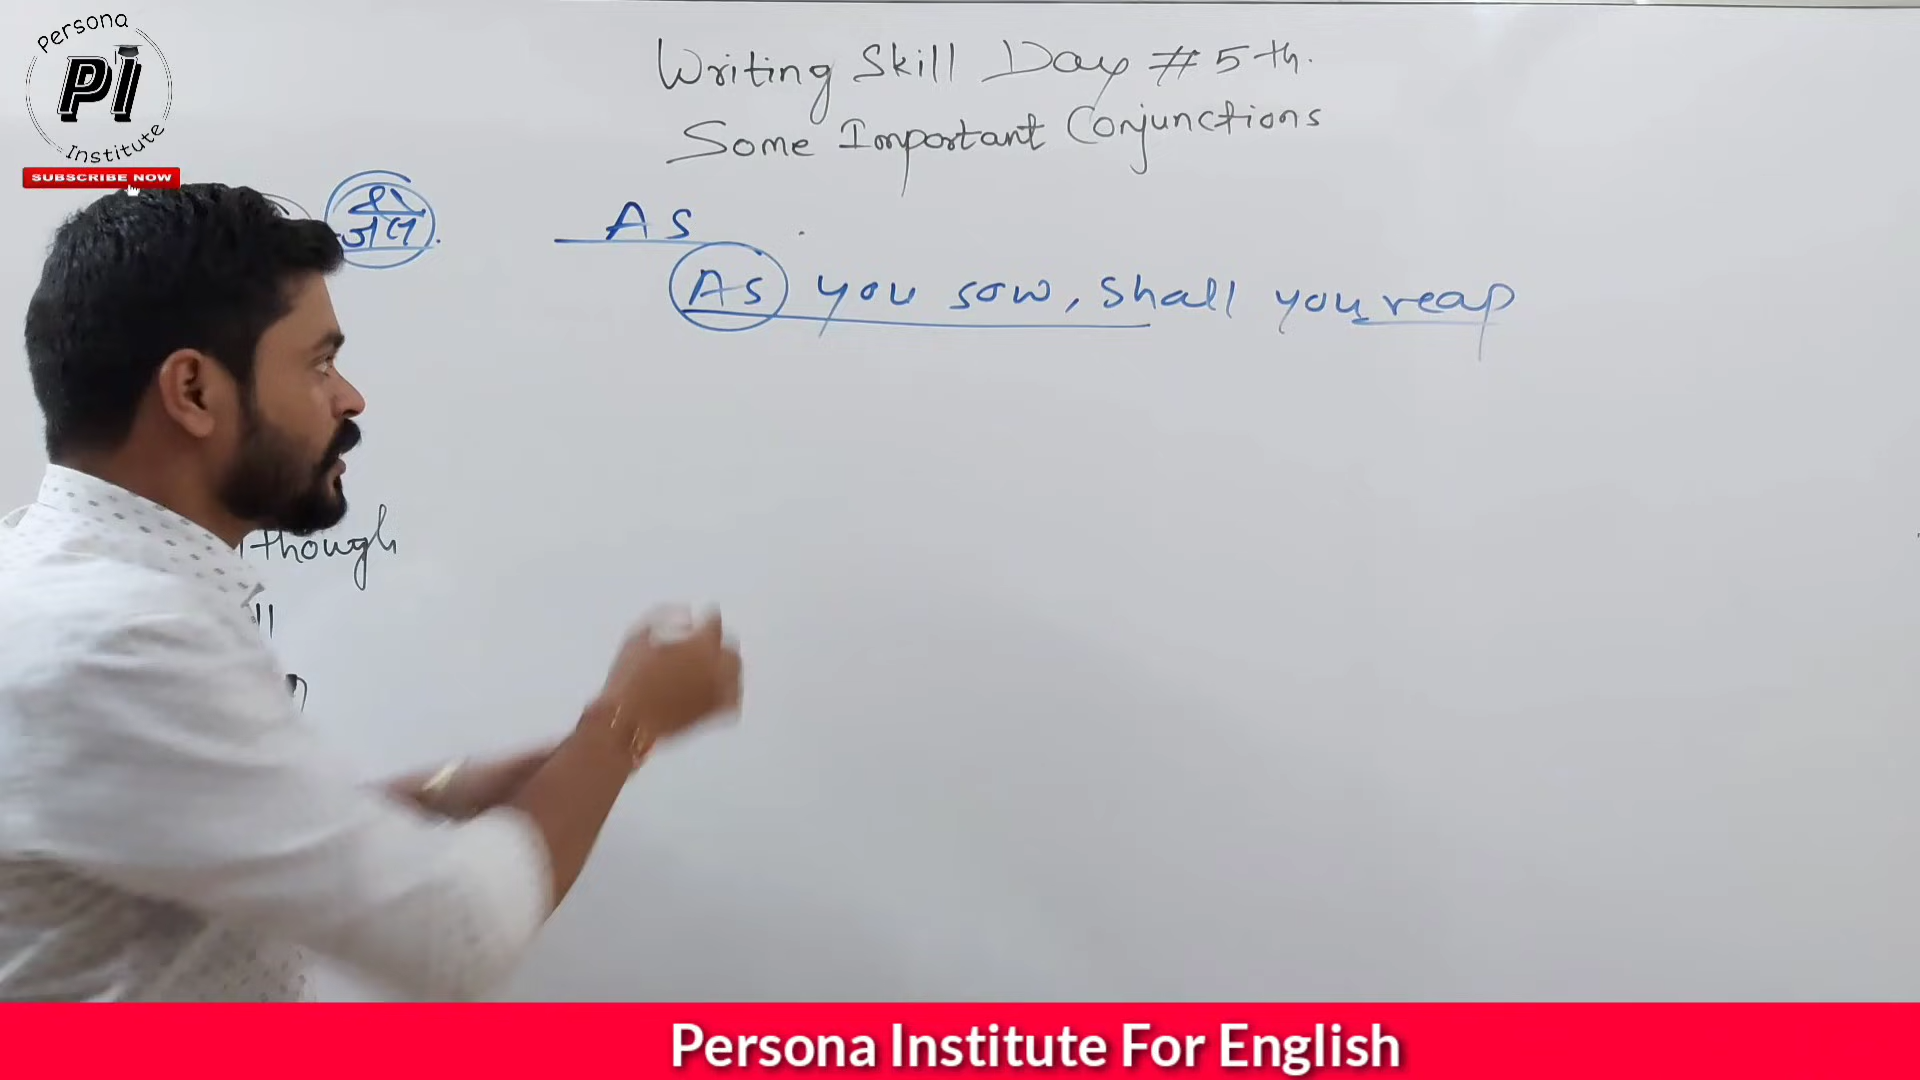 Persona
PI
Institute
SUBSCRIBE NOW
Writing Skill Day # 5th.
Some Important Conjunctions
As
As you sow, shall you reap
though
Persona Institute For English